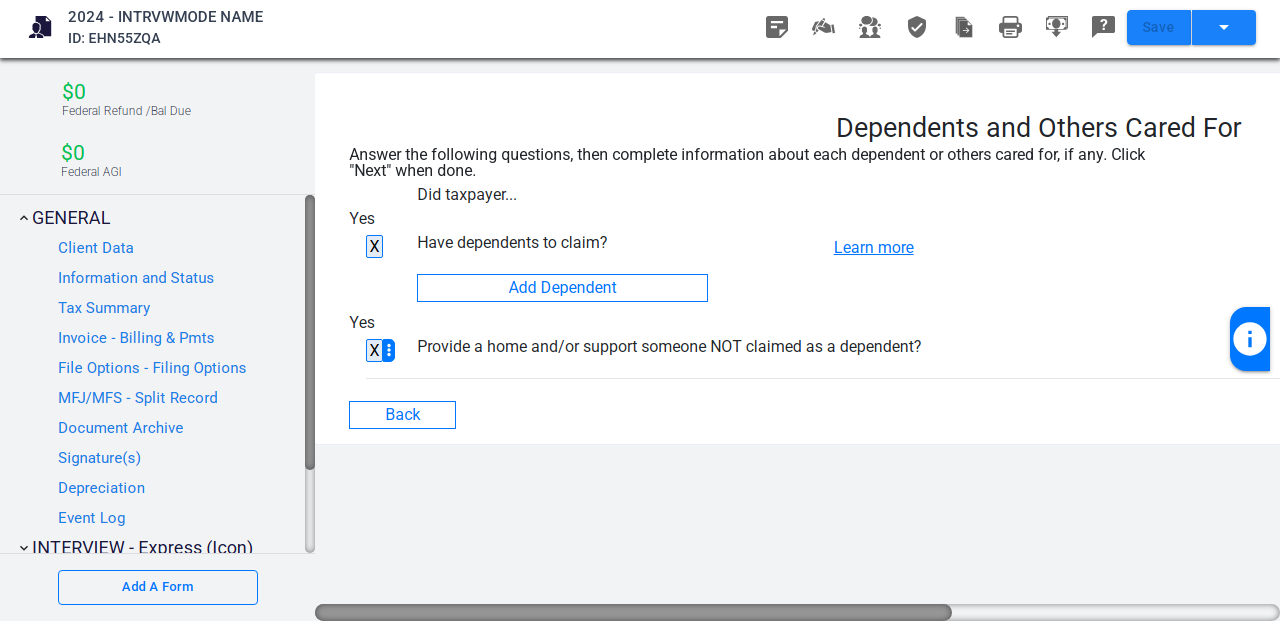 2024 - INTRVWMODE NAME
ID: EHN55ZQA
Save
$0
Federal Refund /Bal Due
$0
Federal AGI
GENERAL
Client Data
Information and Status
Tax Summary
Invoice - Billing & Pmts
File Options - Filing Options
MFJ/MFS - Split Record
Document Archive
Signature(s)
Depreciation
Event Log
INTERVIEW - Express (Icon)
Add A Form
Dependents and Others Cared For
Answer the following questions, then complete information about each dependent or others cared for, if any. Click
"Next" when done.
Did taxpayer...
Yes
X Have dependents to claim? Learn more
Add Dependent
Yes
X Provide a home and/or support someone NOT claimed as a dependent?
Back